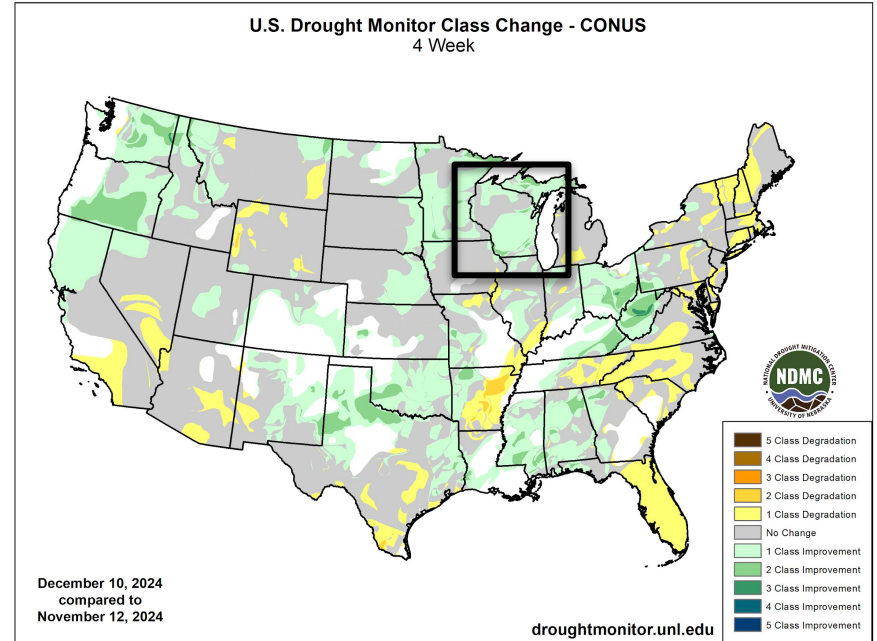 U.S. Drought Monitor Class Change - CONUS
4 Week
NATIONAL DROUGHT MITIGATION CENTER
NDMC
UNIVERSITY OF NEBRASKA
5 Class Degradation
4 Class Degradation
3 Class Degradation
2 Class Degradation
1 Class Degradation
No Change
1 Class Improvement
2 Class Improvement
3 Class Improvement
4 Class Improvement
5 Class Improvement
December 10, 2024
compared to
November 12, 2024
droughtmonitor.unl.edu